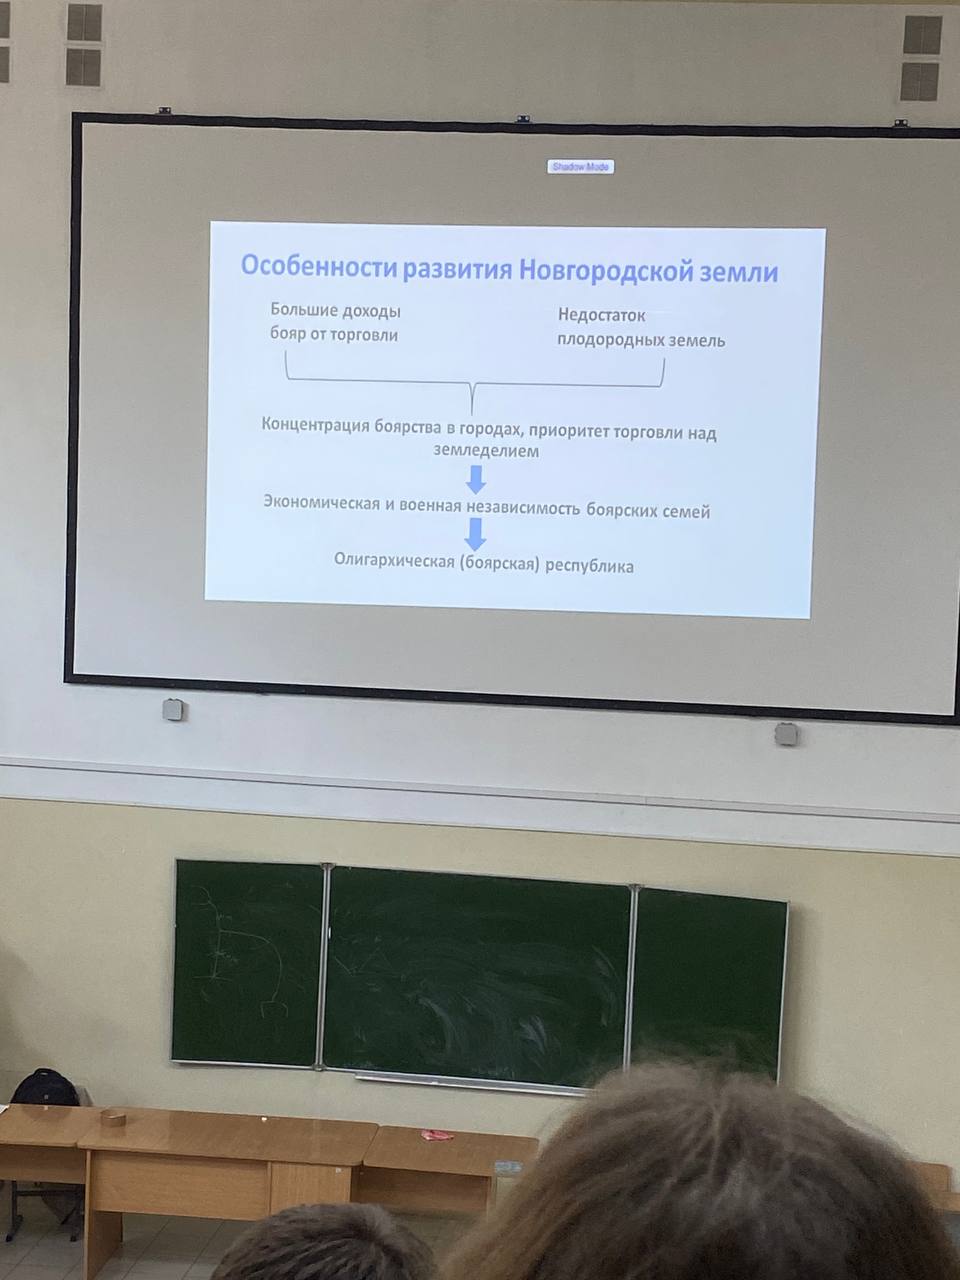 Shadow Mode
Особенности развития Новгородской земли
Большие доходы
бояр от торговли
Недостаток
плодородных земель
Концентрация боярства в городах, приоритет торговли над
земледелием
Экономическая и военная независимость боярских семей
Олигархическая (боярская) республика